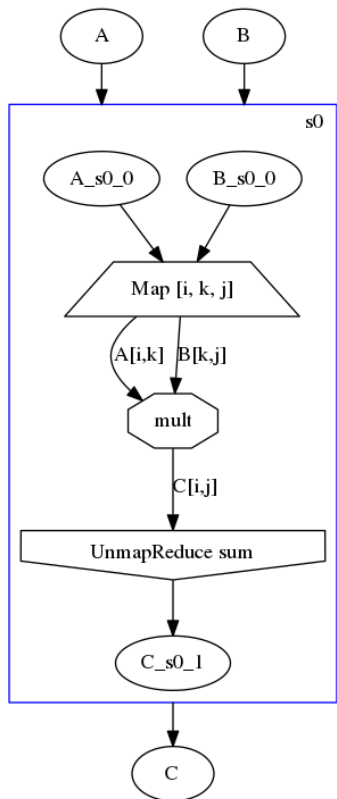 A
B
s0
A_s0_0
B_s0_0
Map [i, k, j]
A[i,k]
B[k,j]
mult
C[i,j]
UnmapReduce sum
C_s0_1
C